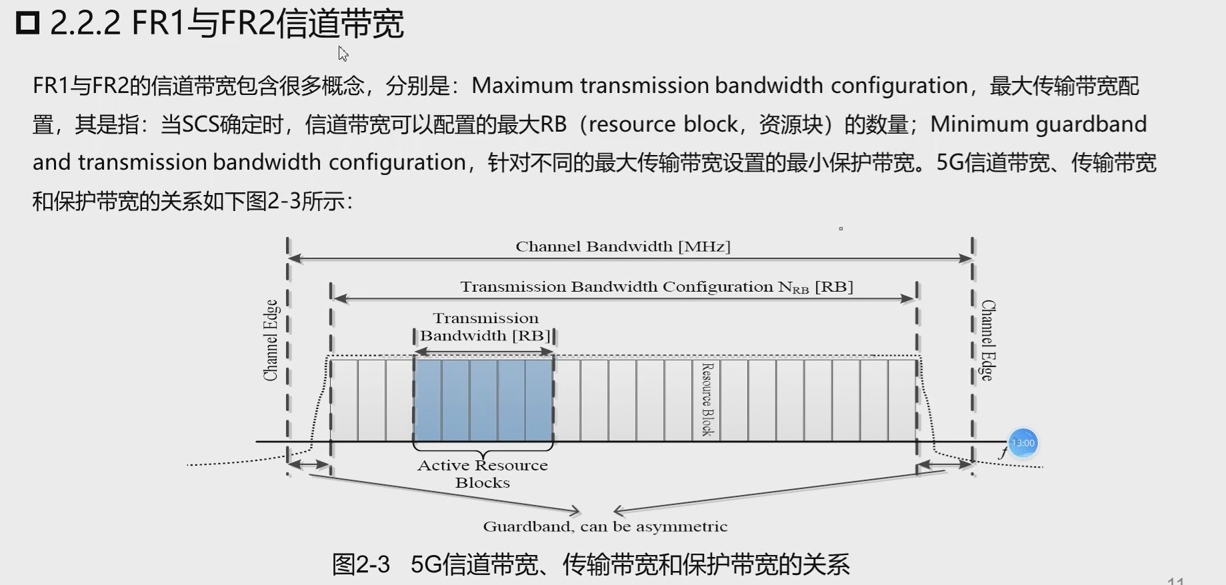 2.2.2 FR1与FR2信道带宽
FR1与FR2的信道带宽包含很多概念，分别是：Maximum transmission bandwidth configuration，最大传输带宽配
置，其是指：当SCS确定时，信道带宽可以配置的最大RB（resource block，资源块）的数量；Minimum guardband
and transmission bandwidth configuration，针对不同的最大传输带宽设置的最小保护带宽。5G信道带宽、传输带宽
和保护带宽的关系如下图2-3所示：
Channel Bandwidth [MHz]
Transmission Bandwidth Configuration NRB [RB]
Transmission
Bandwidth [RB]
Channel Edge
Channel Edge
Resource Block
13:00
f
Active Resource
Blocks
Guardband, can be asymmetric
图2-3 5G信道带宽、传输带宽和保护带宽的关系
11